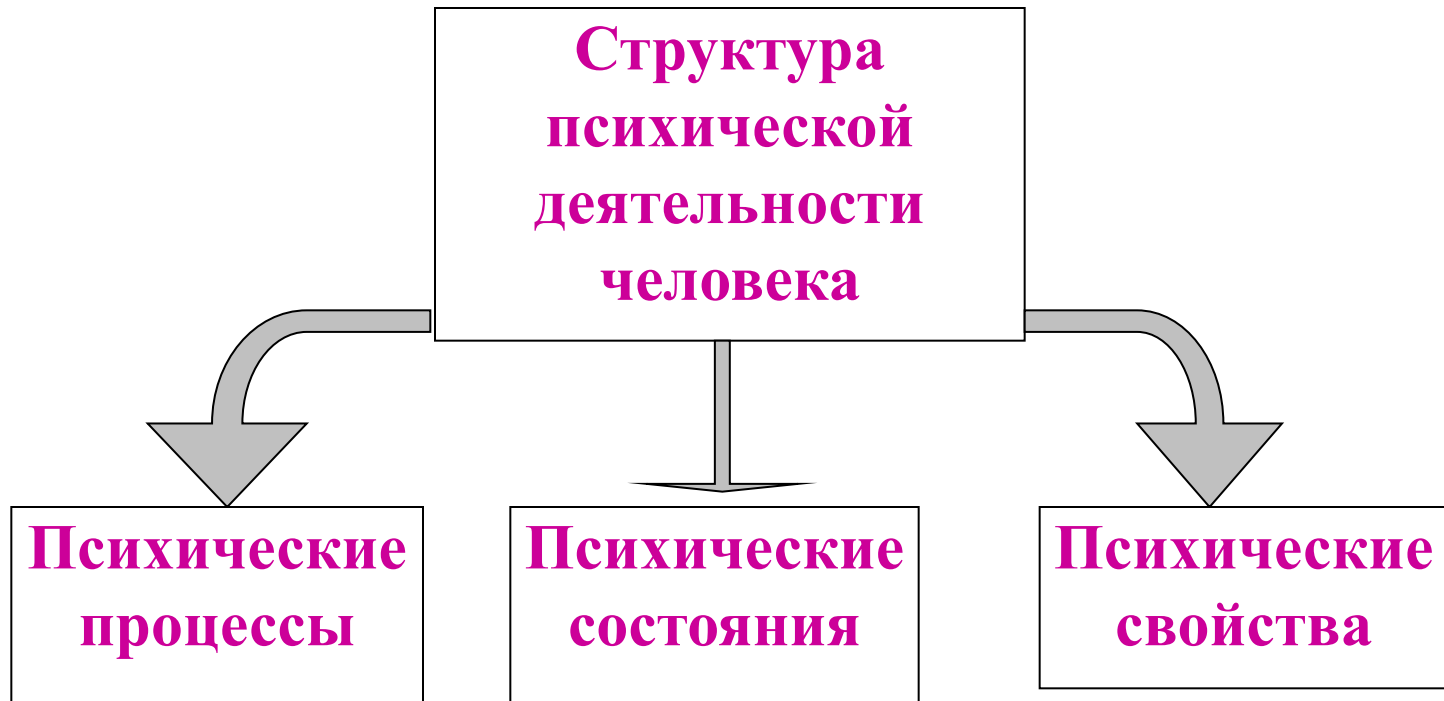 Структура
психической
деятельности
человека
Психические
процессы
Психические
состояния
Психические
свойства